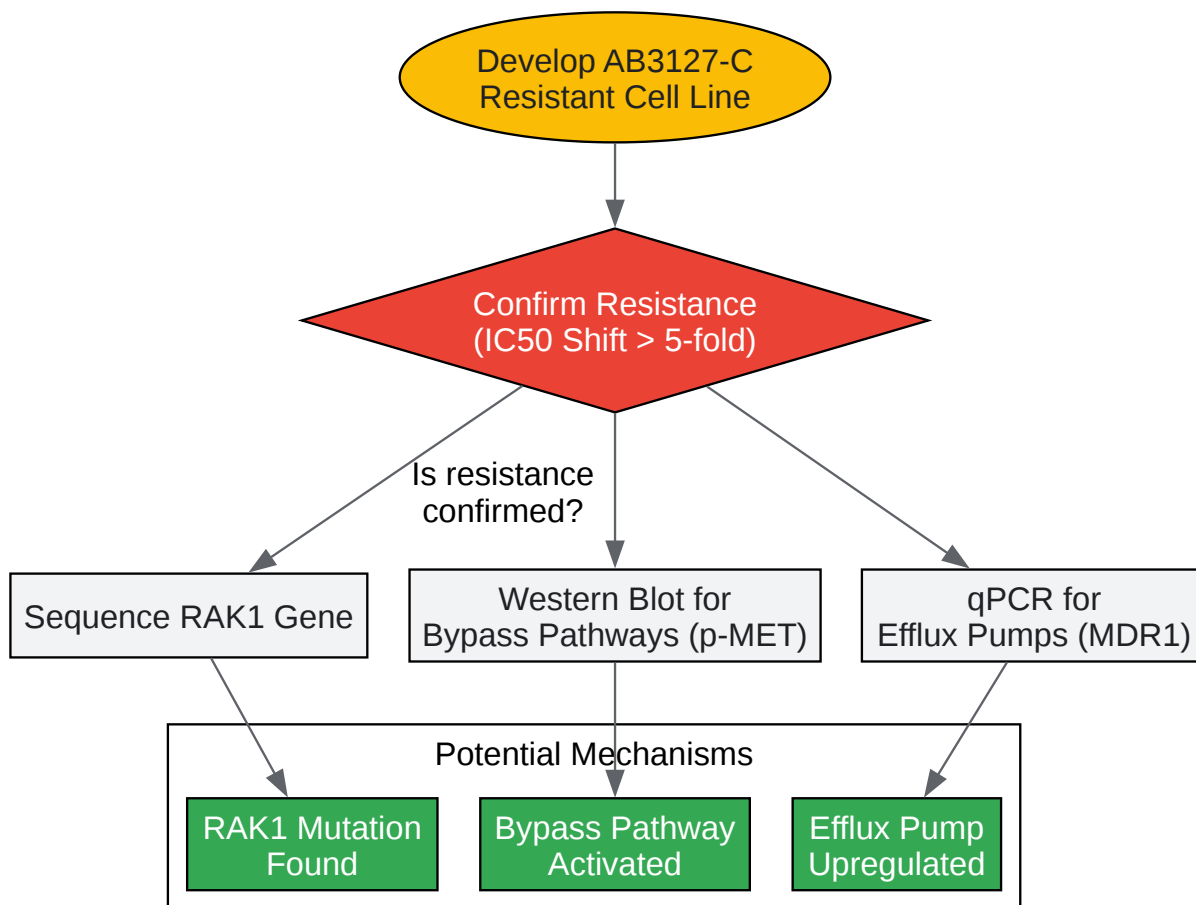 Develop AB3127-C
Resistant Cell Line
Confirm Resistance
(IC50 Shift > 5-fold)
Is resistance
confirmed?
Sequence RAK1 Gene
Western Blot for
Bypass Pathways (p-MET)
qPCR for
Efflux Pumps (MDR1)
Potential Mechanisms
RAK1 Mutation
Found
Bypass Pathway
Activated
Efflux Pump
Upregulated